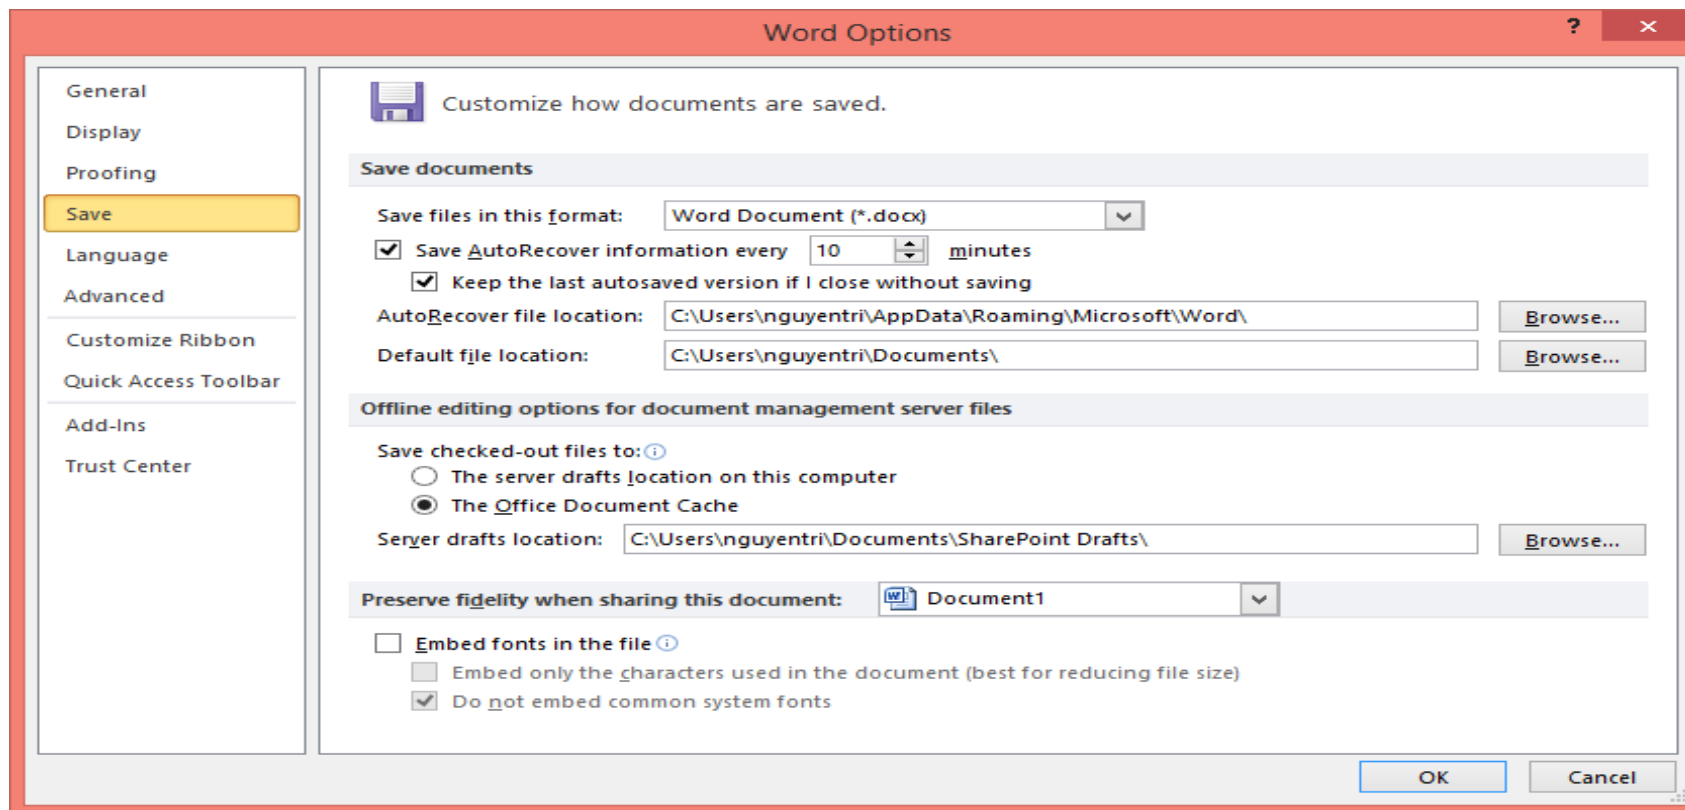 Word Options
?
General
Display
Proofing
Save
Language
Advanced
Customize Ribbon
Quick Access Toolbar
Add-Ins
Trust Center
Customize how documents are saved.
Save documents
Save files in this format: Word Document (*.docx)
Save AutoRecover information every 10 minutes
Keep the last autosaved version if I close without saving
AutoRecover file location: C:\Users\nguyentri\AppData\Roaming\Microsoft\Word\ Browse...
Default file location: C:\Users\nguyentri\Documents\ Browse...
Offline editing options for document management server files
Save checked-out files to:
The server drafts location on this computer
The Office Document Cache
Server drafts location: C:\Users\nguyentri\Documents\SharePoint Drafts\ Browse...
Preserve fidelity when sharing this document: Document1
Embed fonts in the file
Embed only the characters used in the document (best for reducing file size)
Do not embed common system fonts
OK Cancel